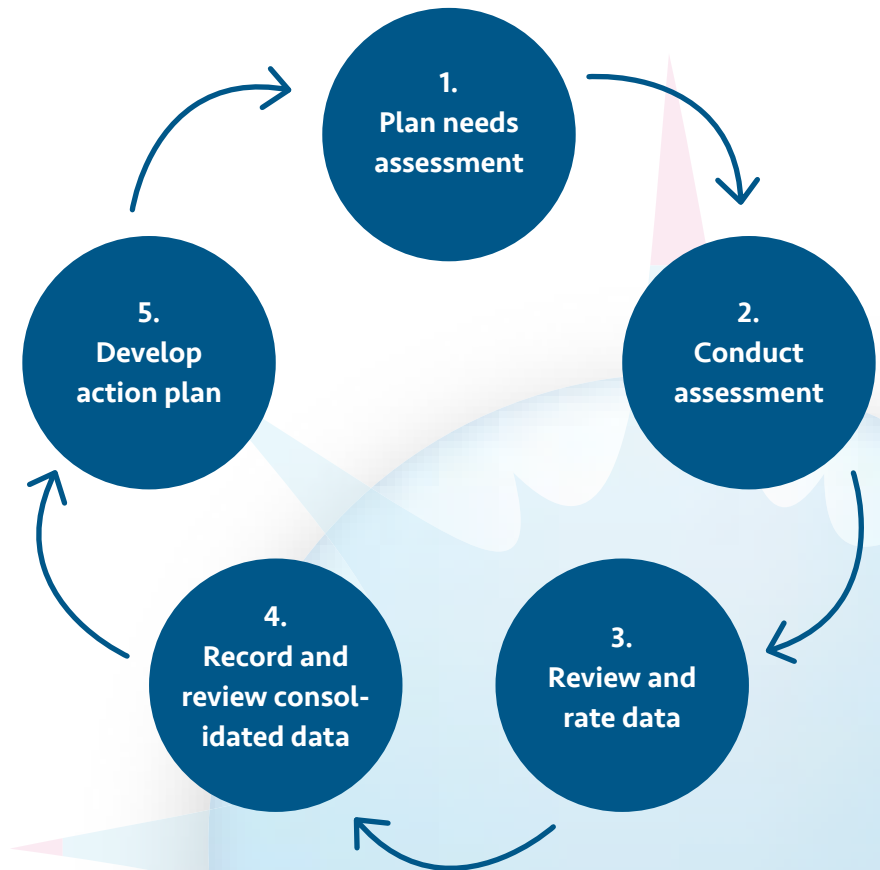 1.
Plan needs
assessment
2.
Conduct
assessment
3.
Review and
rate data
4.
Record and
review consol-
idated data
5.
Develop
action plan